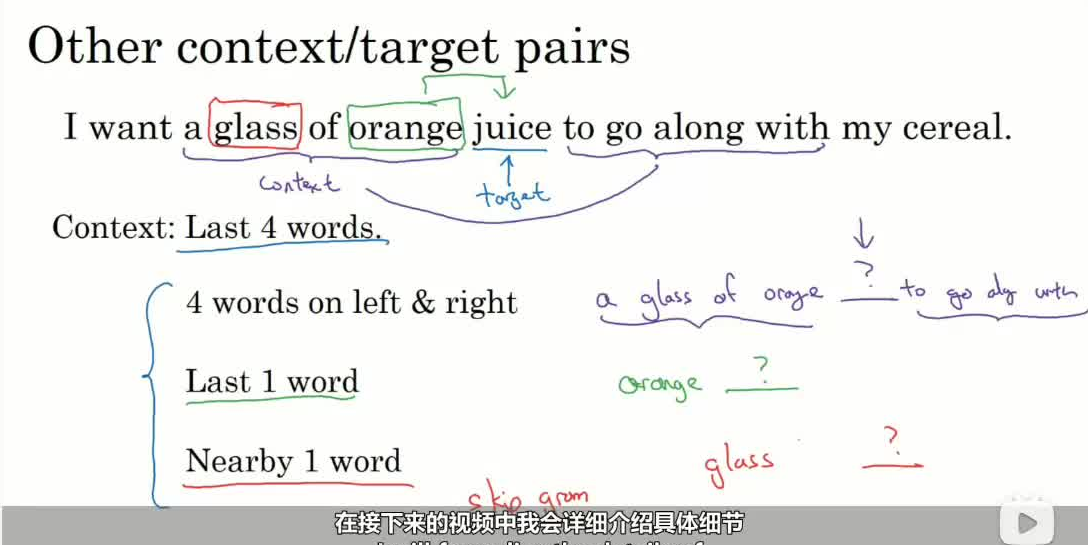 Other context/target pairs
I want a glass of orange juice to go along with my cereal.
context
target
Context: Last 4 words.
4 words on left & right
a glass of orange ? to go alg with
Last 1 word
orange ?
Nearby 1 word
glass ?
skip gram
在接下来的视频中我会详细介绍具体细节